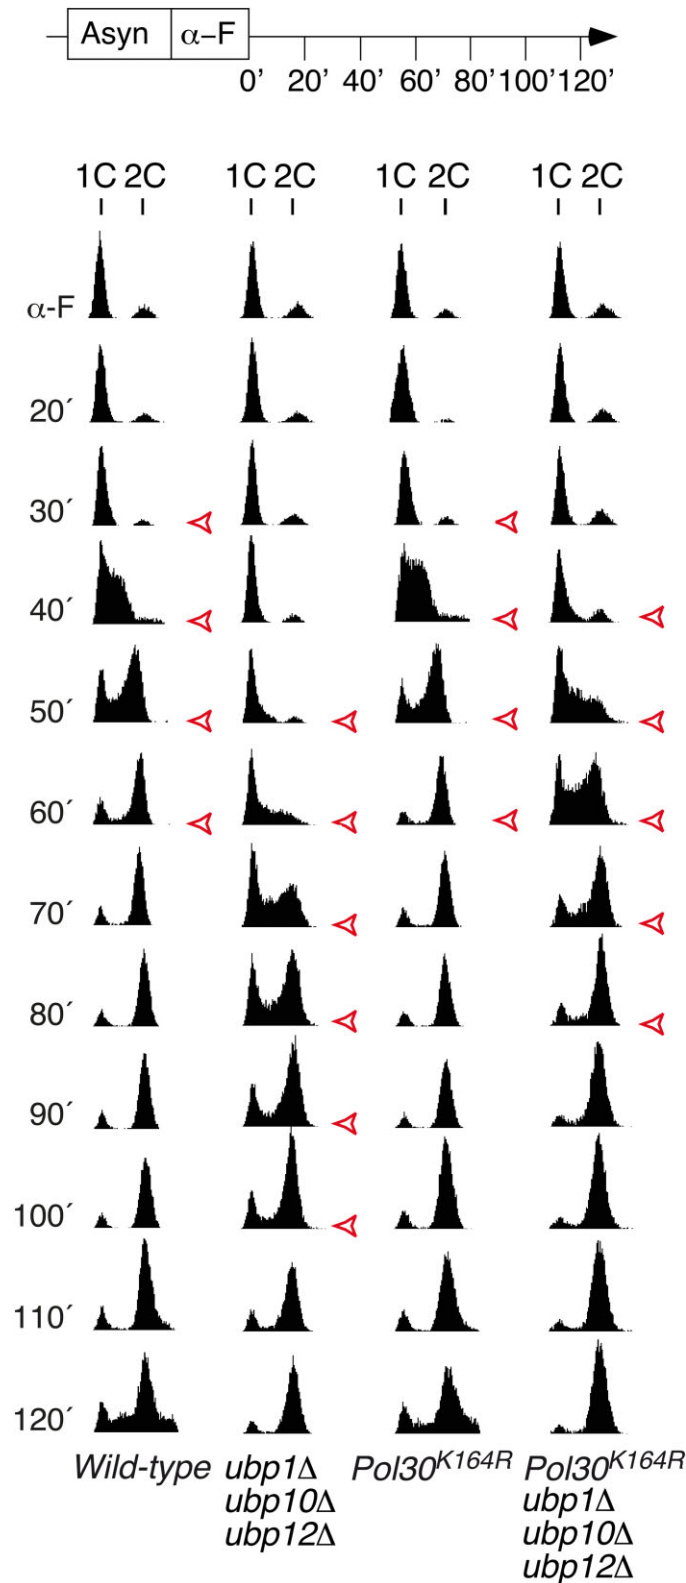 Asyn α–F
0' 20' 40' 60' 80' 100' 120'
1C 2C 1C 2C 1C 2C 1C 2C
α-F
20´
30´
40´
50´
60´
70´
80´
90´
100´
110´
120´
Wild-type ubp1Δ Pol30K164R Pol30K164R
ubp10Δ ubp1Δ
ubp12Δ ubp10Δ
ubp12Δ